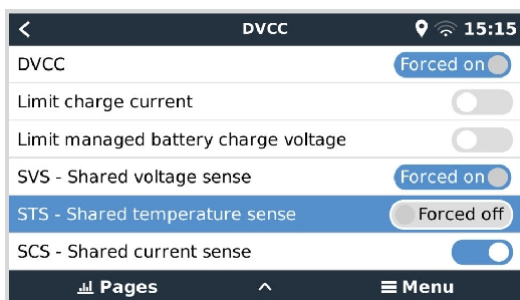 DVCC 15:15
DVCC Forced on
Limit charge current
Limit managed battery charge voltage
SVS - Shared voltage sense Forced on
STS - Shared temperature sense Forced off
SCS - Shared current sense
Pages Menu